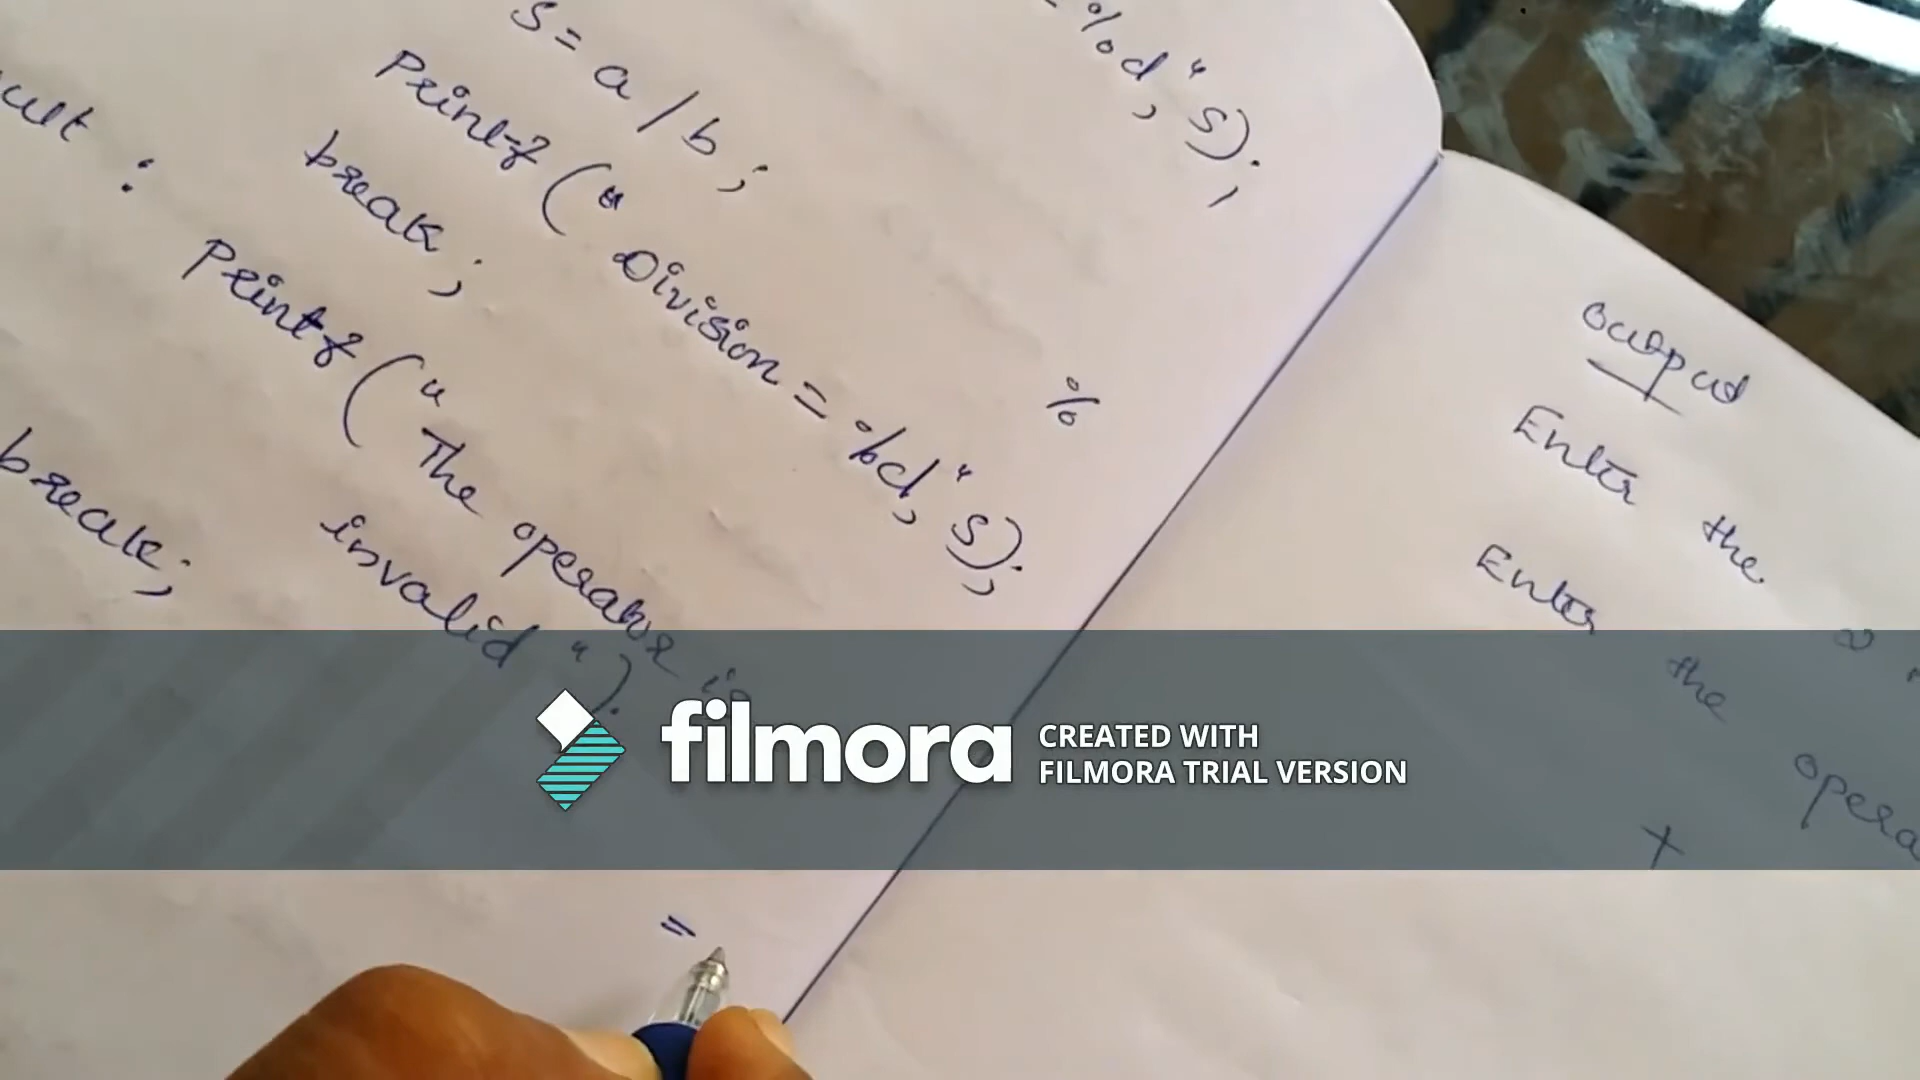 %d", s);
s = a / b ;
printf (" Division = %d", s);
break ;
ult :
printf (" The operator is
invalid ");
break;
%
=
output
Enter the 2
Enter the opera
+
filmora
CREATED WITH
FILMORA TRIAL VERSION